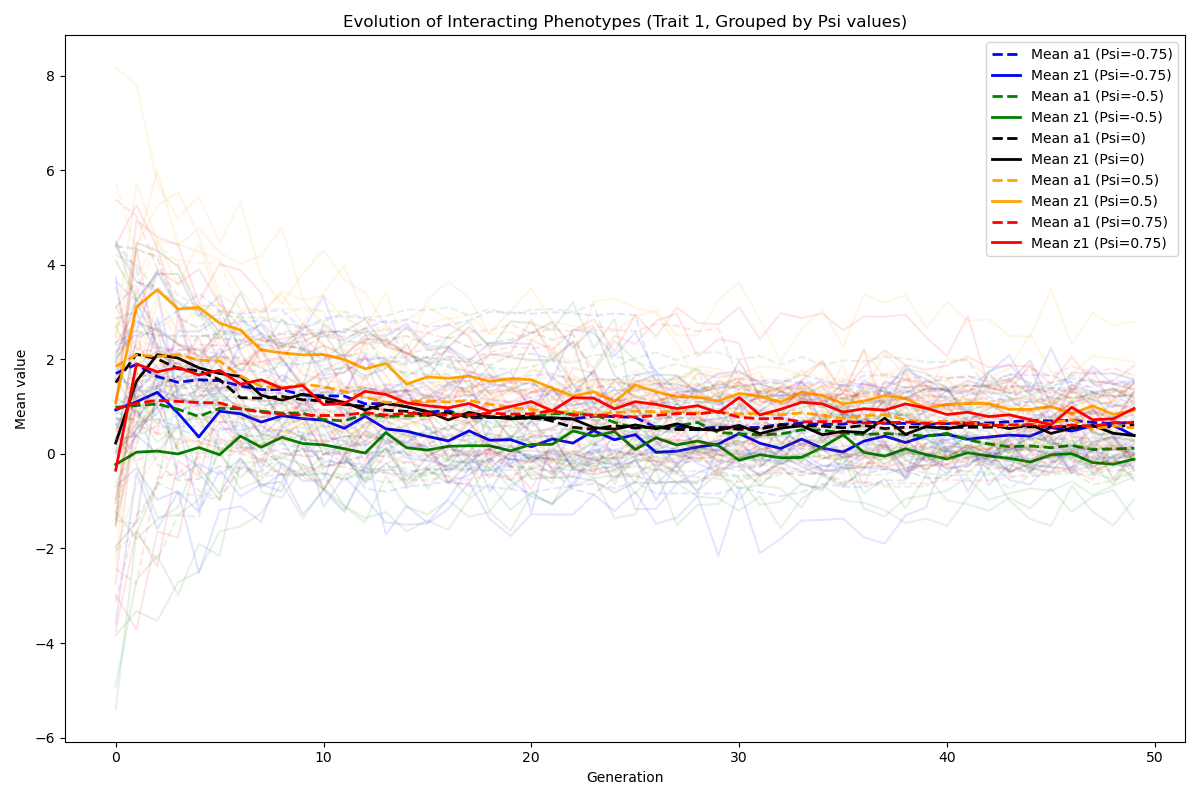 Evolution of Interacting Phenotypes (Trait 1, Grouped by Psi values)
Mean a1 (Psi=-0.75)
Mean z1 (Psi=-0.75)
Mean a1 (Psi=-0.5)
Mean z1 (Psi=-0.5)
Mean a1 (Psi=0)
Mean z1 (Psi=0)
Mean a1 (Psi=0.5)
Mean z1 (Psi=0.5)
Mean a1 (Psi=0.75)
Mean z1 (Psi=0.75)
Mean value
8
6
4
2
0
−2
−4
−6
0 10 20 30 40 50
Generation